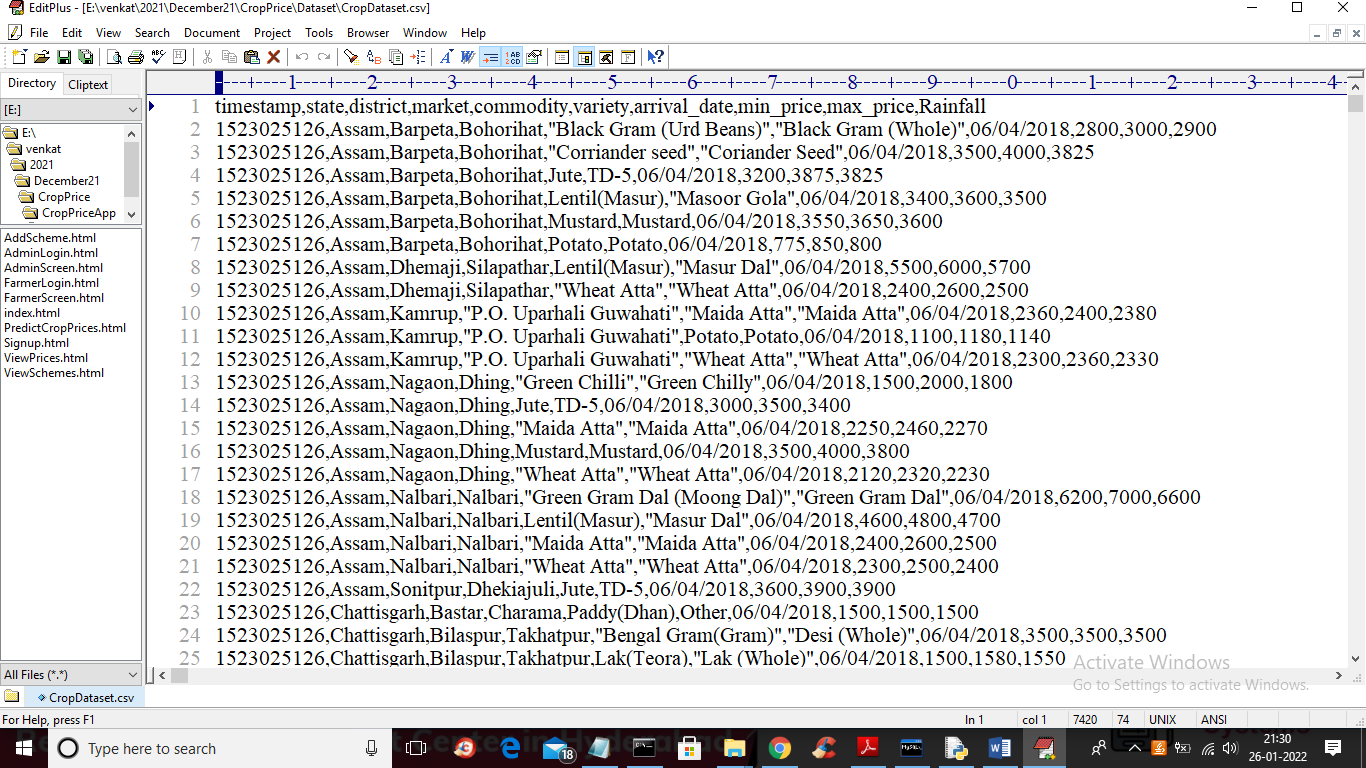 EditPlus - [E:\venkat\2021\December21\CropPrice\Dataset\CropDataset.csv]
File Edit View Search Document Project Tools Browser Window Help
Directory Cliptext
[E:]
E:\
venkat
2021
December21
CropPrice
CropPriceApp
AddScheme.html
AdminLogin.html
AdminScreen.html
FarmerLogin.html
FarmerScreen.html
index.html
PredictCropPrices.html
Signup.html
ViewPrices.html
ViewSchemes.html
All Files (*.*)
----+----1----+----2----+----3----+----4----+----5----+----6----+----7----+----8----+----9----+----0----+----1----+----2----+----3----+----4-
1 timestamp,state,district,market,commodity,variety,arrival_date,min_price,max_price,Rainfall
2 1523025126,Assam,Barpeta,Bohorihat,"Black Gram (Urd Beans)","Black Gram (Whole)",06/04/2018,2800,3000,2900
3 1523025126,Assam,Barpeta,Bohorihat,"Corriander seed","Coriander Seed",06/04/2018,3500,4000,3825
4 1523025126,Assam,Barpeta,Bohorihat,Jute,TD-5,06/04/2018,3200,3875,3825
5 1523025126,Assam,Barpeta,Bohorihat,Lentil(Masur),"Masoor Gola",06/04/2018,3400,3600,3500
6 1523025126,Assam,Barpeta,Bohorihat,Mustard,Mustard,06/04/2018,3550,3650,3600
7 1523025126,Assam,Barpeta,Bohorihat,Potato,Potato,06/04/2018,775,850,800
8 1523025126,Assam,Dhemaji,Silapathar,Lentil(Masur),"Masur Dal",06/04/2018,5500,6000,5700
9 1523025126,Assam,Dhemaji,Silapathar,"Wheat Atta","Wheat Atta",06/04/2018,2400,2600,2500
10 1523025126,Assam,Kamrup,"P.O. Uparhali Guwahati","Maida Atta","Maida Atta",06/04/2018,2360,2400,2380
11 1523025126,Assam,Kamrup,"P.O. Uparhali Guwahati",Potato,Potato,06/04/2018,1100,1180,1140
12 1523025126,Assam,Kamrup,"P.O. Uparhali Guwahati","Wheat Atta","Wheat Atta",06/04/2018,2300,2360,2330
13 1523025126,Assam,Nagaon,Dhing,"Green Chilli","Green Chilly",06/04/2018,1500,2000,1800
14 1523025126,Assam,Nagaon,Dhing,Jute,TD-5,06/04/2018,3000,3500,3400
15 1523025126,Assam,Nagaon,Dhing,"Maida Atta","Maida Atta",06/04/2018,2250,2460,2270
16 1523025126,Assam,Nagaon,Dhing,Mustard,Mustard,06/04/2018,3500,4000,3800
17 1523025126,Assam,Nagaon,Dhing,"Wheat Atta","Wheat Atta",06/04/2018,2120,2320,2230
18 1523025126,Assam,Nalbari,Nalbari,"Green Gram Dal (Moong Dal)","Green Gram Dal",06/04/2018,6200,7000,6600
19 1523025126,Assam,Nalbari,Nalbari,Lentil(Masur),"Masur Dal",06/04/2018,4600,4800,4700
20 1523025126,Assam,Nalbari,Nalbari,"Maida Atta","Maida Atta",06/04/2018,2400,2600,2500
21 1523025126,Assam,Nalbari,Nalbari,"Wheat Atta","Wheat Atta",06/04/2018,2300,2500,2400
22 1523025126,Assam,Sonitpur,Dhekiajuli,Jute,TD-5,06/04/2018,3600,3900,3900
23 1523025126,Chattisgarh,Bastar,Charama,Paddy(Dhan),Other,06/04/2018,1500,1500,1500
24 1523025126,Chattisgarh,Bilaspur,Takhatpur,"Bengal Gram(Gram)","Desi (Whole)",06/04/2018,3500,3500,3500
25 1523025126,Chattisgarh,Bilaspur,Takhatpur,Lak(Teora),"Lak (Whole)",06/04/2018,1500,1580,1550
Activate Windows
Go to Settings to activate Windows.
CropDataset.csv
For Help, press F1 ln 1 col 1 7420 74 UNIX ANSI
Type here to search
18
21:30
26-01-2022